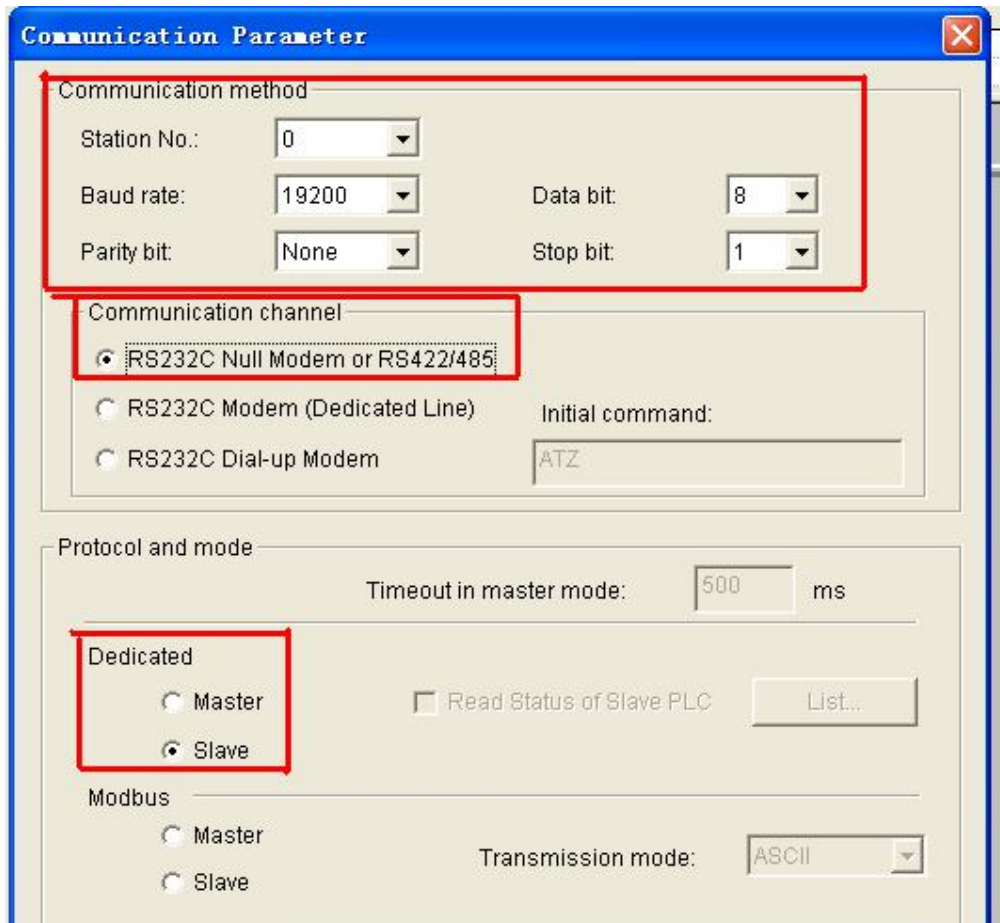 Communication Parameter
Communication method
Station No.: 0
Baud rate: 19200 Data bit: 8
Parity bit: None Stop bit: 1
Communication channel
RS232C Null Modem or RS422/485
RS232C Modem (Dedicated Line) Initial command:
RS232C Dial-up Modem ATZ
Protocol and mode
Timeout in master mode: 500 ms
Dedicated
Master Read Status of Slave PLC List...
Slave
Modbus
Master
Transmission mode: ASCII
Slave